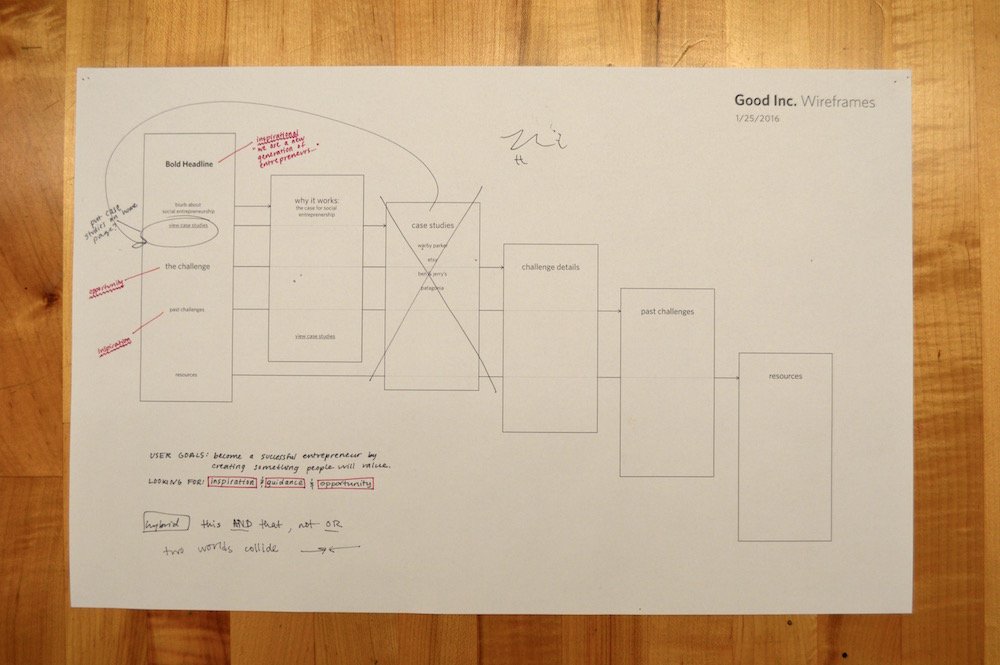 Good Inc. Wireframes
1/25/2016
inspirational
"we are a new
generation of
entrepreneurs..."
Bold Headline
blurb about
social entrepreneurship
view case studies
put case
studies on home
page?
the challenge
opportunity
past challenges
inspiration
resources
why it works:
the case for social
entrepreneurship
view case studies
case studies
warby parker
etsy
ben & jerry's
patagonia
challenge details
past challenges
resources
USER GOALS: become a successful entrepreneur by
creating something people will value.
LOOKING FOR: inspiration & guidance & opportunity
hybrid this AND that, not OR
two worlds collide